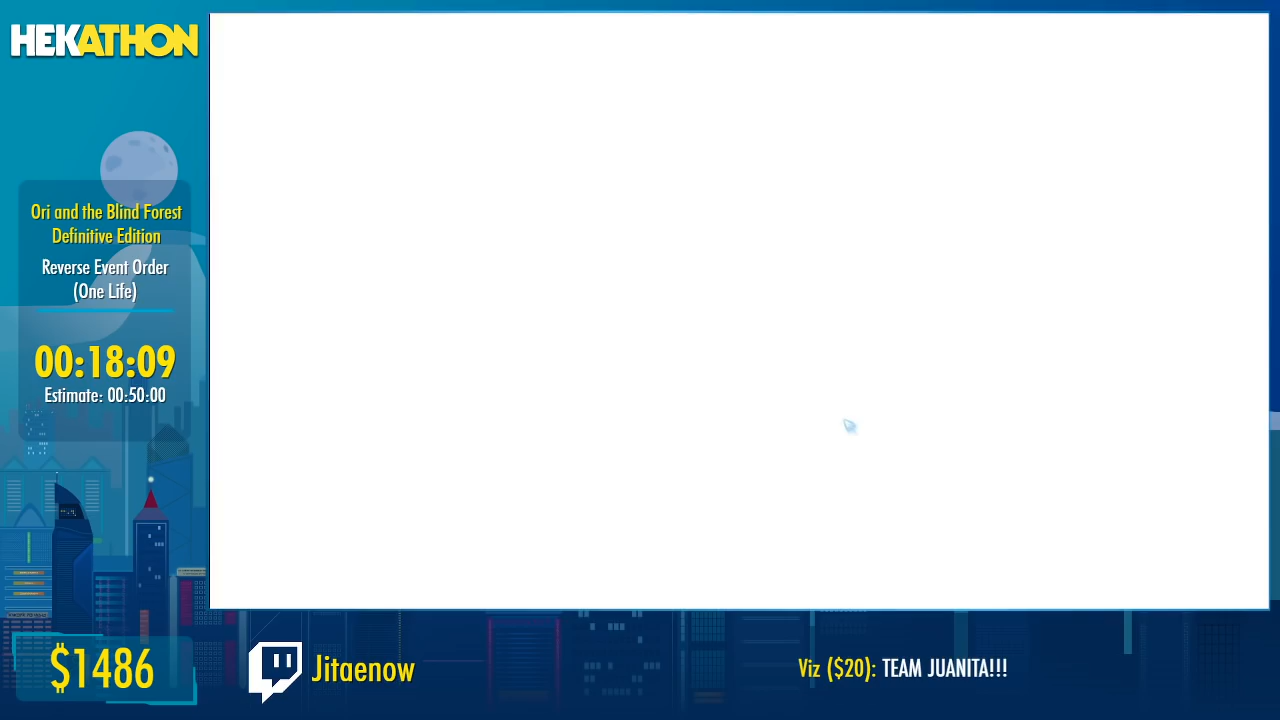 HEKATHON
Ori and the Blind Forest
Definitive Edition
Reverse Event Order
(One Life)
00:18:09
Estimate: 00:50:00
$1486
Jitaenow
Viz ($20): TEAM JUANITA!!!